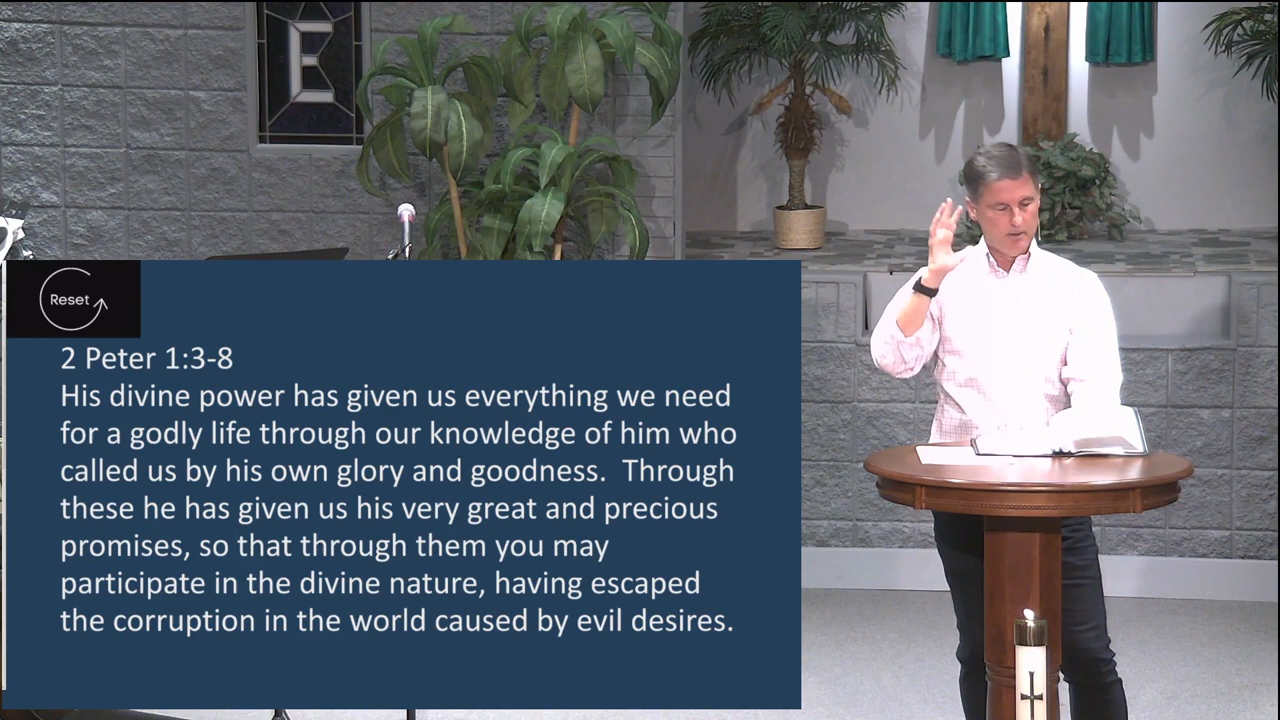 E
Reset
2 Peter 1:3-8
His divine power has given us everything we need
for a godly life through our knowledge of him who
called us by his own glory and goodness.  Through
these he has given us his very great and precious
promises, so that through them you may
participate in the divine nature, having escaped
the corruption in the world caused by evil desires.